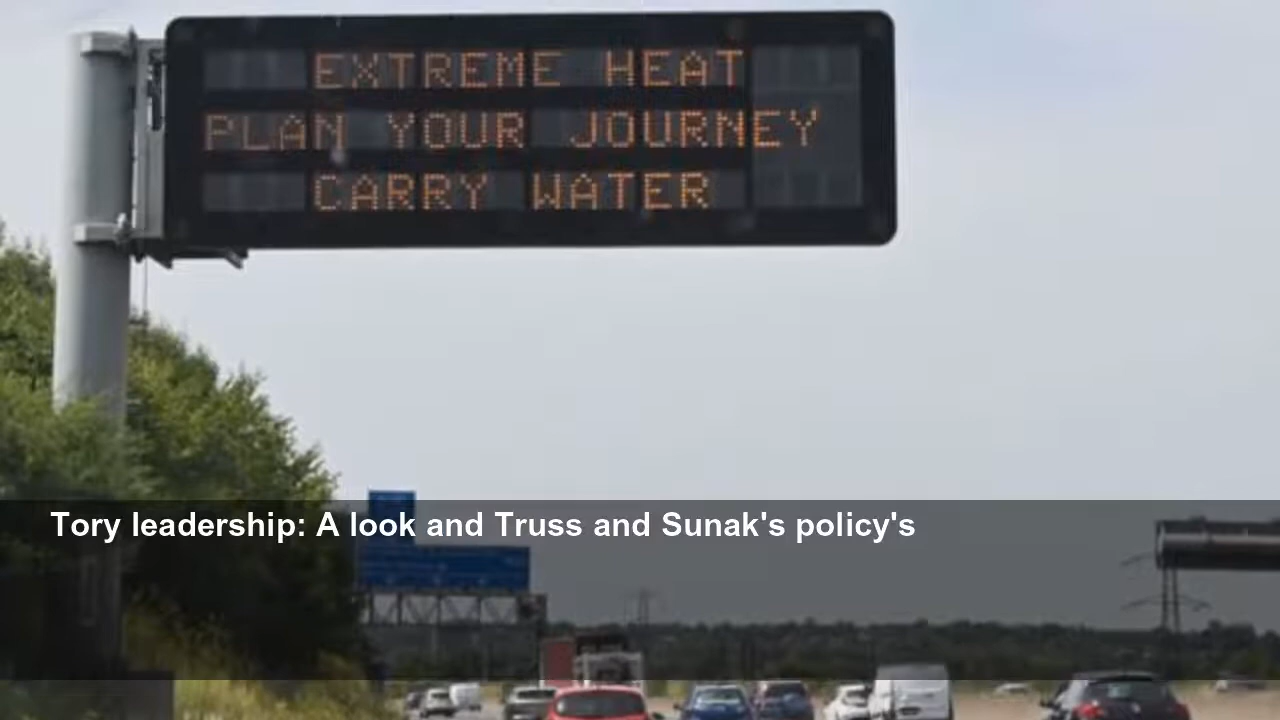 EXTREME HEAT
PLAN YOUR JOURNEY
CARRY WATER
Tory leadership: A look and Truss and Sunak's policy's